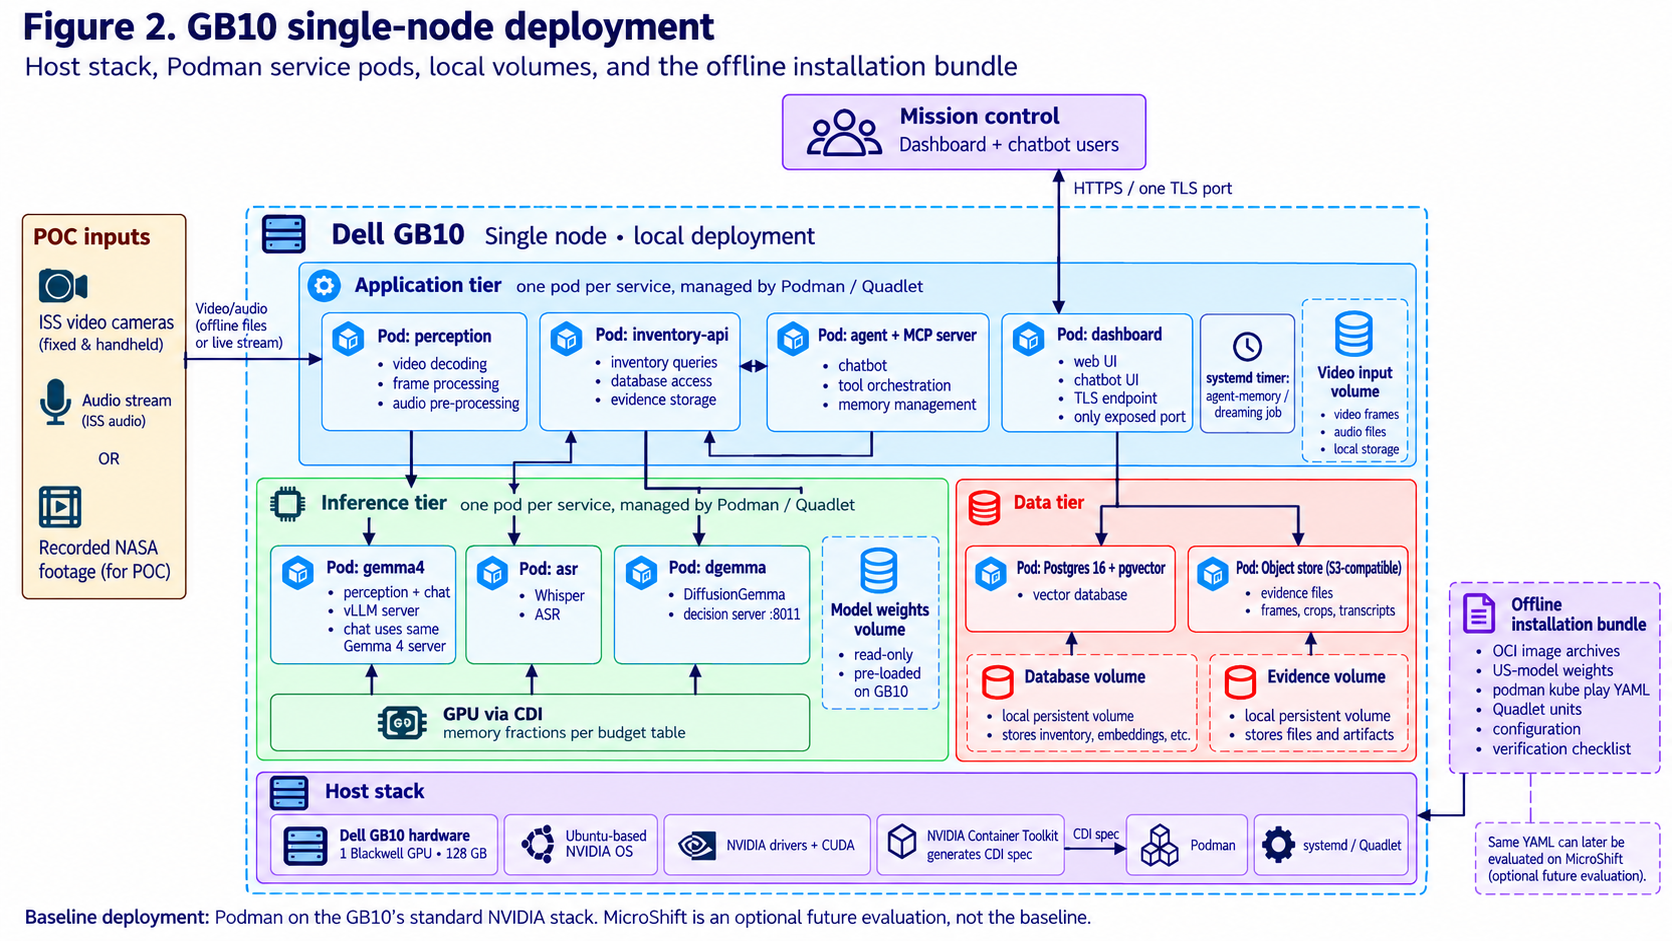 Figure 2. GB10 single-node deployment
Host stack, Podman service pods, local volumes, and the offline installation bundle
Mission control
Dashboard + chatbot users
HTTPS / one TLS port
POC inputs
ISS video cameras
(fixed & handheld)
Audio stream
(ISS audio)
OR
Recorded NASA
footage (for POC)
Video/audio
(offline files
or live stream)
Dell GB10 Single node • local deployment
Application tier one pod per service, managed by Podman / Quadlet
Pod: perception
• video decoding
• frame processing
• audio pre-processing
Pod: inventory-api
• inventory queries
• database access
• evidence storage
Pod: agent + MCP server
• chatbot
• tool orchestration
• memory management
Pod: dashboard
• web UI
• chatbot UI
• TLS endpoint
• only exposed port
systemd timer:
agent-memory /
dreaming job
Video input
volume
• video frames
• audio files
• local storage
Inference tier one pod per service, managed by Podman / Quadlet
Pod: gemma4
• perception + chat
• vLLM server
• chat uses same
Gemma 4 server
Pod: asr
• Whisper
• ASR
Pod: dgemma
• DiffusionGemma
• decision server :8011
Model weights
volume
• read-only
• pre-loaded
on GB10
GPU via CDI
memory fractions per budget table
Data tier
Pod: Postgres 16 + pgvector
• vector database
Pod: Object store (S3-compatible)
• evidence files
• frames, crops, transcripts
Database volume
• local persistent volume
• stores inventory, embeddings, etc.
Evidence volume
• local persistent volume
• stores files and artifacts
Offline
installation bundle
• OCI image archives
• US-model weights
• podman kube play YAML
• Quadlet units
• configuration
• verification checklist
Same YAML can later be
evaluated on MicroShift
(optional future evaluation).
Host stack
Dell GB10 hardware
1 Blackwell GPU • 128 GB
Ubuntu-based
NVIDIA OS
NVIDIA drivers + CUDA
NVIDIA Container Toolkit
generates CDI spec
CDI spec
Podman
systemd / Quadlet
Baseline deployment: Podman on the GB10's standard NVIDIA stack. MicroShift is an optional future evaluation, not the baseline.